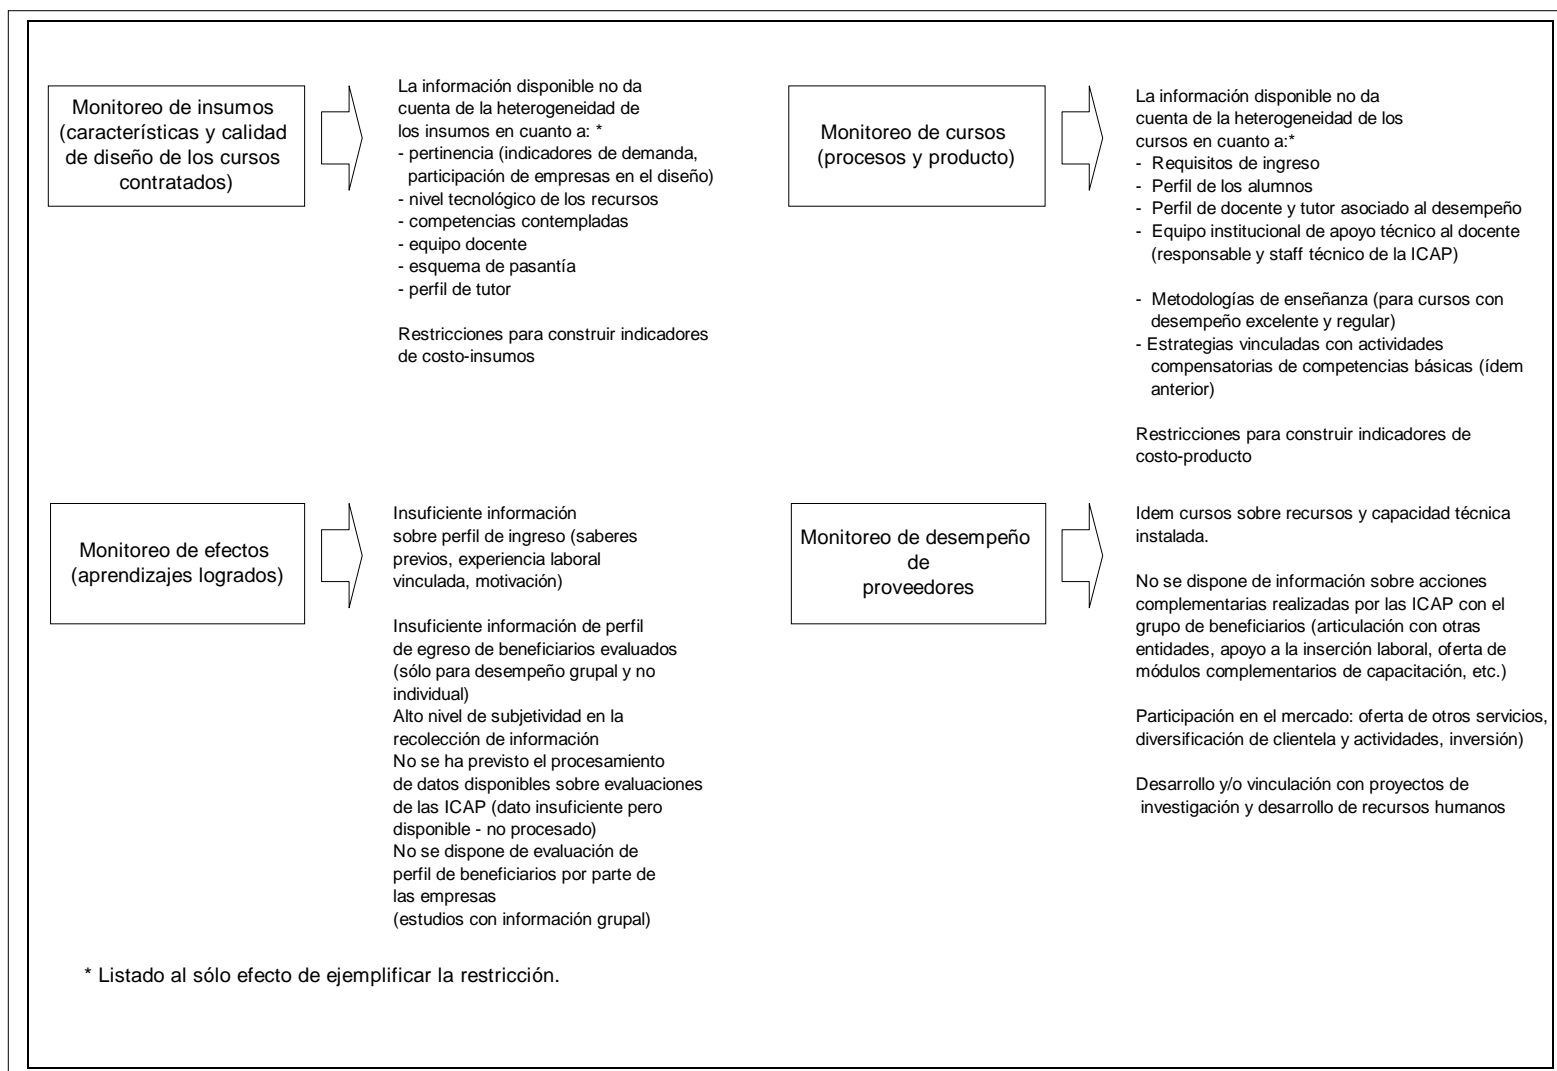 Monitoreo de insumos
(característícas y calidad
de diseño de los cursos
contratados)
La información disponible no da
cuenta de la heterogeneidad de
los insumos en cuanto a: *
- pertinencia (indicadores de demanda,
participación de empresas en el diseño)
- nivel tecnológico de los recursos
- competencias contempladas
- equipo docente
- esquema de pasantía
- perfil de tutor
Restricciones para construir indicadores
de costo-insumos
Monitoreo de cursos
(procesos y producto)
La información disponible no da
cuenta de la heterogeneidad de los
cursos en cuanto a:*
- Requisitos de ingreso
- Perfil de los alumnos
- Perfil de docente y tutor asociado al desempeño
- Equipo institucional de apoyo técnico al docente
(responsable y staff técnico de la ICAP)
- Metodologías de enseñanza (para cursos con
desempeño excelente y regular)
- Estrategias vinculadas con actividades
compensatorias de competencias básicas (ídem
anterior)
Restricciones para construir indicadores de
costo-producto
Monitoreo de efectos
(aprendizajes logrados)
Insuficiente información
sobre perfil de ingreso (saberes
previos, experiencia laboral
vinculada, motivación)
Insuficiente información de perfil
de egreso de beneficiarios evaluados
(sólo para desempeño grupal y no
individual)
Alto nivel de subjetividad en la
recolección de información
No se ha previsto el procesamiento
de datos disponibles sobre evaluaciones
de las ICAP (dato insuficiente pero
disponible - no procesado)
No se dispone de evaluación de
perfil de beneficiarios por parte de
las empresas
(estudios con información grupal)
Monitoreo de desempeño
de
proveedores
Idem cursos sobre recursos y capacidad técnica
instalada.
No se dispone de información sobre acciones
complementarias realizadas por las ICAP con el
grupo de beneficiarios (articulación con otras
entidades, apoyo a la inserción laboral, oferta de
módulos complementarios de capacitación, etc.)
Participación en el mercado: oferta de otros servicios,
diversificación de clientela y actividades, inversión)
Desarrollo y/o vinculación con proyectos de
investigación y desarrollo de recursos humanos
* Listado al sólo efecto de ejemplificar la restricción.